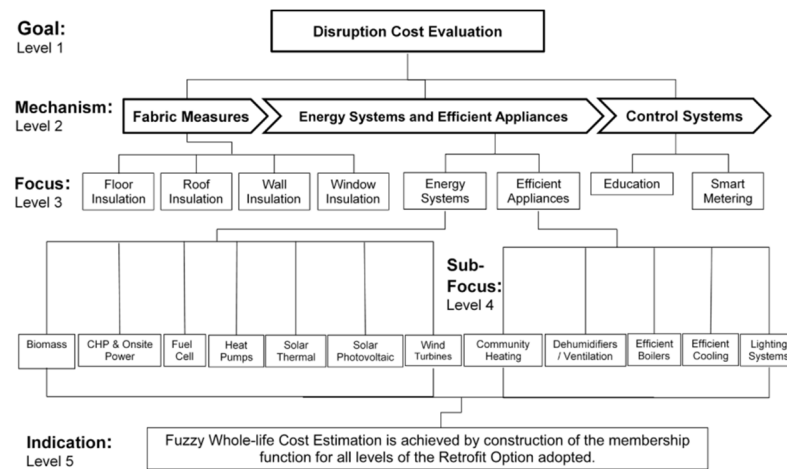 Goal:
Level 1
Disruption Cost Evaluation
Mechanism:
Level 2
Fabric Measures
Energy Systems and Efficient Appliances
Control Systems
Focus:
Level 3
Floor
Insulation
Roof
Insulation
Wall
Insulation
Window
Insulation
Energy
Systems
Efficient
Appliances
Education
Smart
Metering
Sub-
Focus:
Level 4
Biomass
CHP & Onsite
Power
Fuel
Cell
Heat
Pumps
Solar
Thermal
Solar
Photovoltaic
Wind
Turbines
Community
Heating
Dehumidifiers
/ Ventilation
Efficient
Boilers
Efficient
Cooling
Lighting
Systems
Indication:
Level 5
Fuzzy Whole-life Cost Estimation is achieved by construction of the membership
function for all levels of the Retrofit Option adopted.